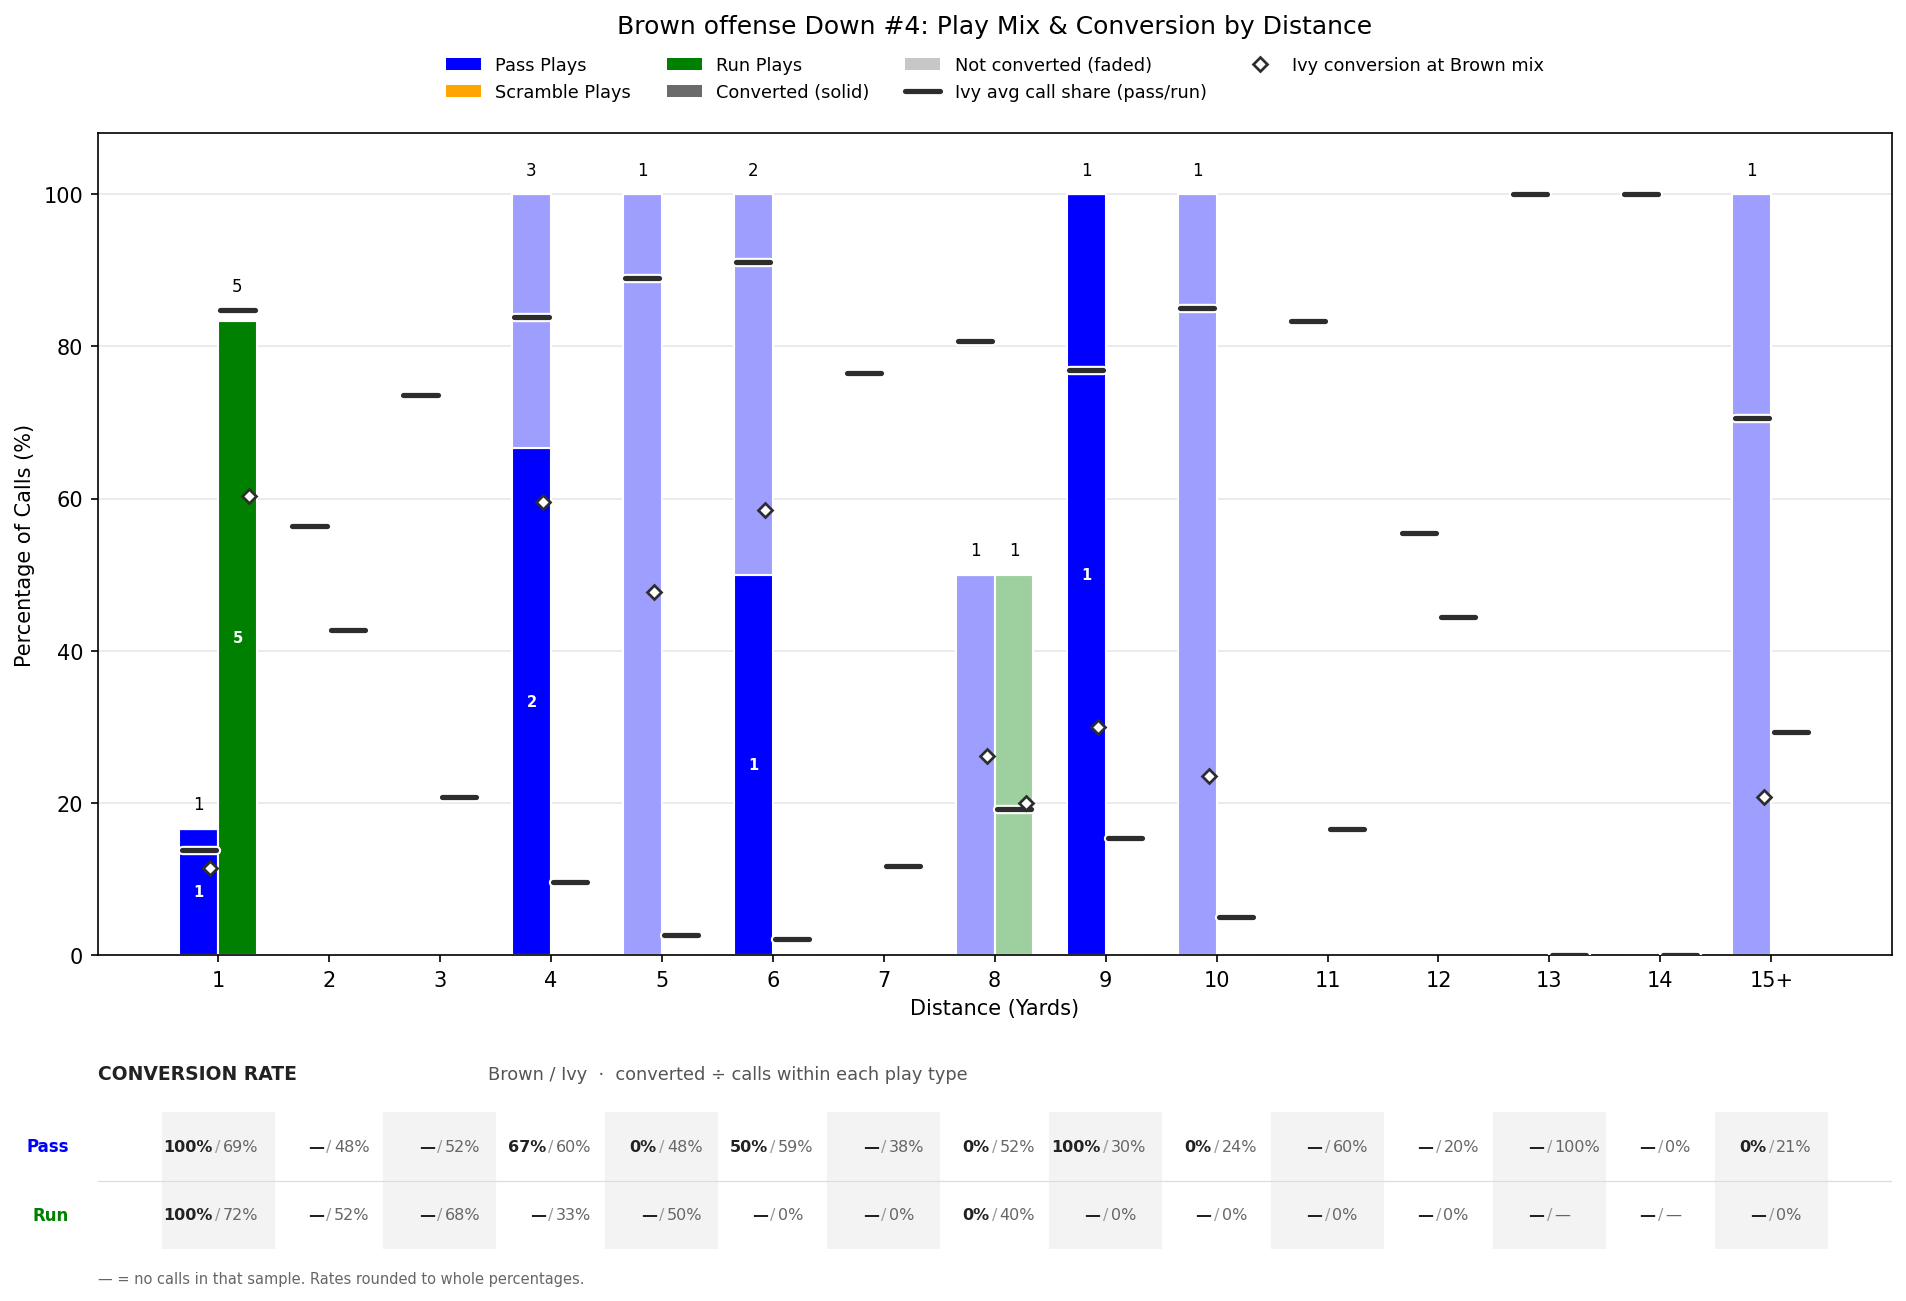 Brown offense Down #4: Play Mix & Conversion by Distance
Pass Plays Run Plays Not converted (faded) Ivy conversion at Brown mix
Scramble Plays Converted (solid) Ivy avg call share (pass/run)
3 1 2 1 1 1
100
5
80
60
1 1
1
40
5
2
20
1
1
1
0
Percentage of Calls (%)
1 2 3 4 5 6 7 8 9 10 11 12 13 14 15+
Distance (Yards)
CONVERSION RATE Brown / Ivy · converted ÷ calls within each play type
Pass 100% / 69% — / 48% — / 52% 67% / 60% 0% / 48% 50% / 59% — / 38% 0% / 52% 100% / 30% 0% / 24% — / 60% — / 20% — / 100% — / 0% 0% / 21%
Run 100% / 72% — / 52% — / 68% — / 33% — / 50% — / 0% — / 0% 0% / 40% — / 0% — / 0% — / 0% — / 0% — / — — / — — / 0%
— = no calls in that sample. Rates rounded to whole percentages.